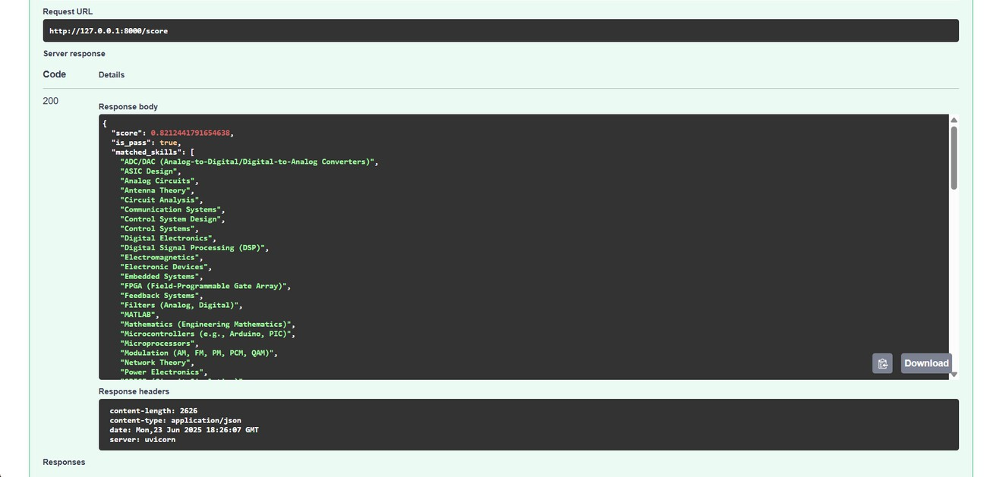 Request URL
http://127.0.0.1:8000/score
Server response
Code Details
200
Response body
{
"score": 0.8212441791654638,
"is_pass": true,
"matched_skills": [
"ADC/DAC (Analog-to-Digital/Digital-to-Analog Converters)",
"ASIC Design",
"Analog Circuits",
"Antenna Theory",
"Circuit Analysis",
"Communication Systems",
"Control System Design",
"Control Systems",
"Digital Electronics",
"Digital Signal Processing (DSP)",
"Electromagnetics",
"Electronic Devices",
"Embedded Systems",
"FPGA (Field-Programmable Gate Array)",
"Feedback Systems",
"Filters (Analog, Digital)",
"MATLAB",
"Mathematics (Engineering Mathematics)",
"Microcontrollers (e.g., Arduino, PIC)",
"Microprocessors",
"Modulation (AM, FM, PM, PCM, QAM)",
"Network Theory",
"Power Electronics",
Download
Response headers
content-length: 2626
content-type: application/json
date: Mon,23 Jun 2025 18:26:07 GMT
server: uvicorn
Responses